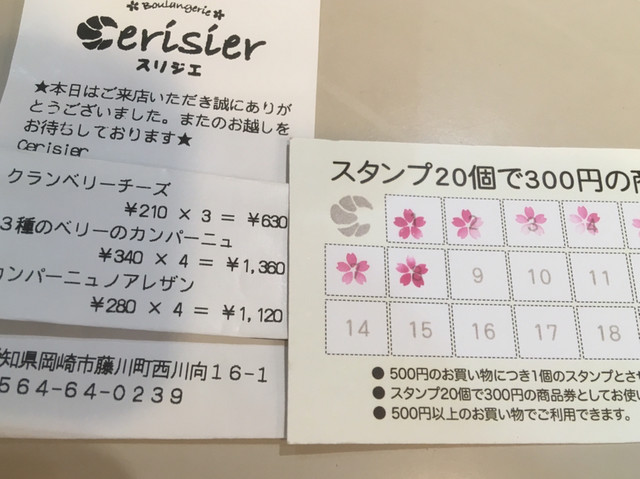 Boulangerie
Cerisier
スリジエ
★本日はご来店いただき誠にありが
とうございました。またのお越しを
お待ちしております★
Cerisier
クランベリーチーズ
¥210 × 3 = ¥630
3種のベリーのカンパーニュ
¥340 × 4 = ¥1,360
カンパーニュノアレザン
¥280 × 4 = ¥1,120
知県岡崎市藤川町西川向16-1
564-64-0239
スタンプ20個で300円の商
2 3 4
9 10 11
14 15 16 17 18
●500円のお買い物につき1個のスタンプとさせ
●スタンプ20個で300円の商品券としてお使い
●500円以上のお買い物でご利用できます。